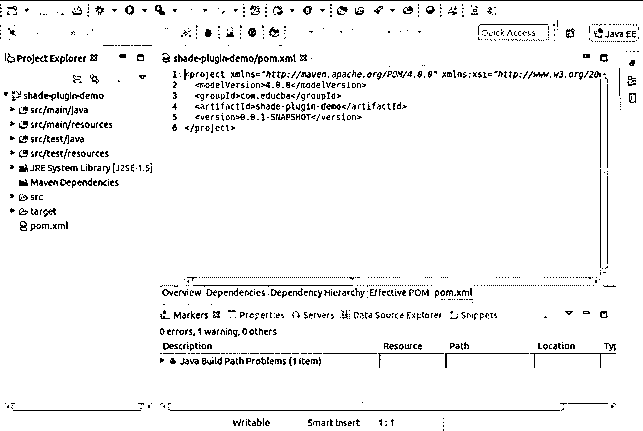 Quick Access
Java EE
Project Explorer
shade-plugin-demo
src/main/java
src/main/resources
src/test/java
src/test/resources
JRE System Library [J2SE-1.5]
Maven Dependencies
src
target
pom.xml
shade-plugin-demo/pom.xml
1 <project xmlns="http://maven.apache.org/POM/4.0.0" xmlns:xsi="http://www.w3.org/20
2 <modelVersion>4.0.0</modelVersion>
3 <groupId>com.educba</groupId>
4 <artifactId>shade-plugin-demo</artifactId>
5 <version>0.0.1-SNAPSHOT</version>
6 </project>
Overview Dependencies Dependency Hierarchy Effective POM pom.xml
Markers Properties Servers Data Source Explorer Snippets
0 errors, 1 warning, 0 others
Description Resource Path Location Typ
Java Build Path Problems (1 item)
Writable Smart Insert 1 : 1